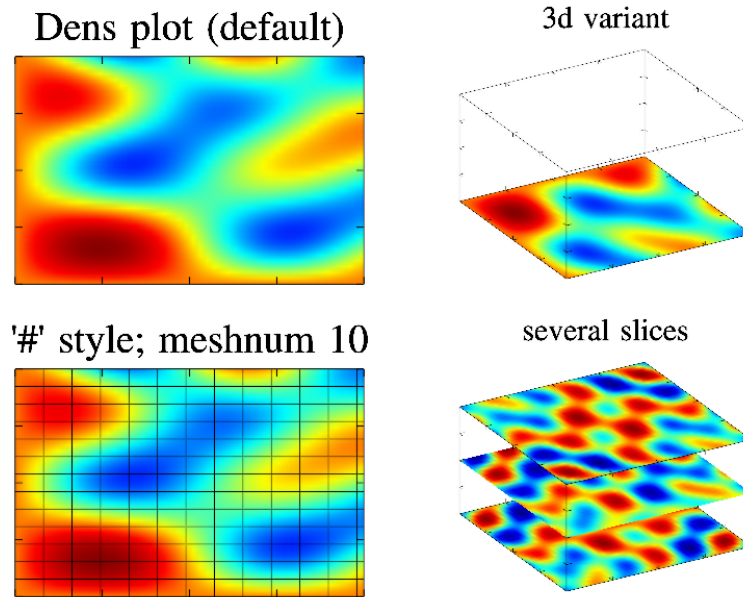 Dens plot (default)
3d variant
'#' style; meshnum 10
several slices